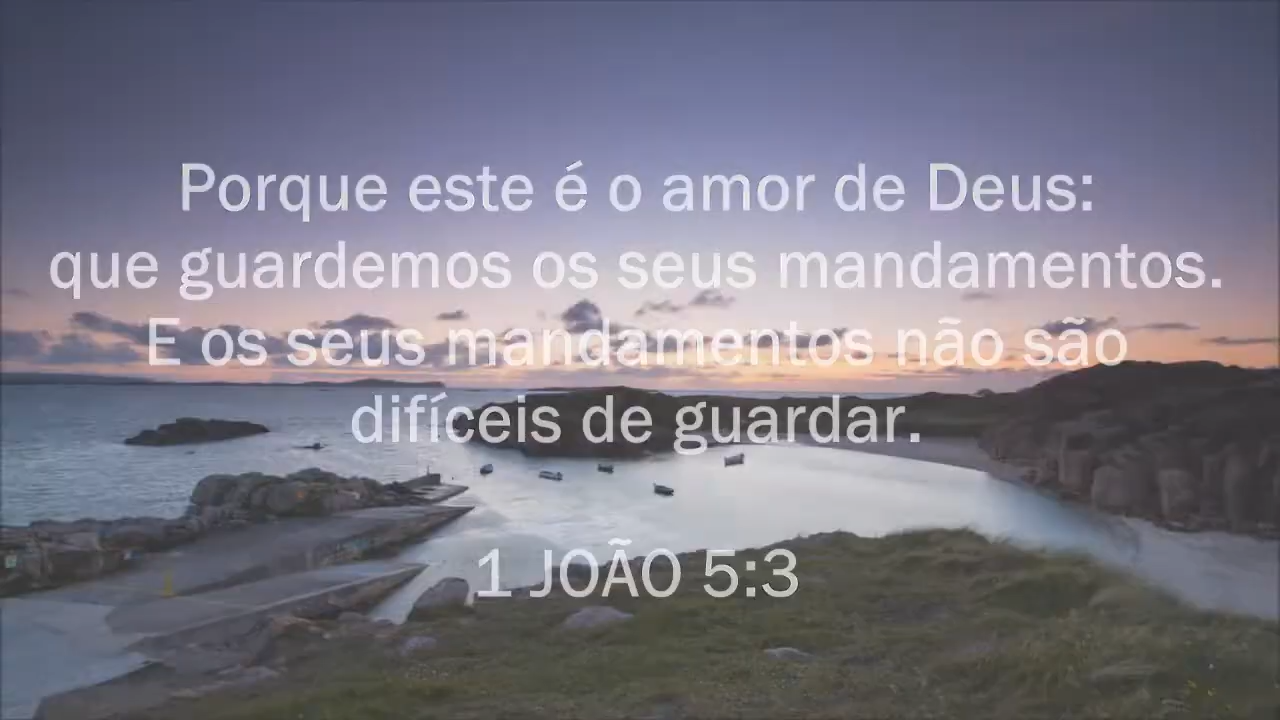 Porque este é o amor de Deus:
que guardemos os seus mandamentos.
E os seus mandamentos não são
difíceis de guardar.
1 JOÃO 5:3